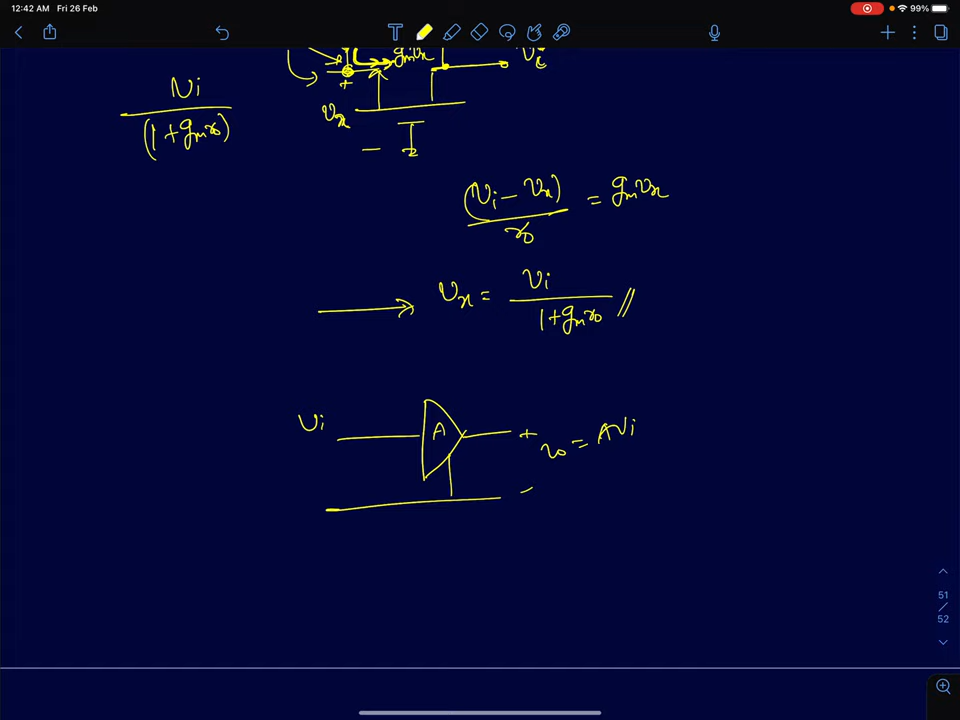 12:42 AM Fri 26 Feb
99%
T
gmvx
Vi
+
vx
−
Vi
(1+gmro)
(Vi − Vx)
ro
= gmvx
Vx =
Vi
1+gmro //
Vi
A
+
vo = AVi
−
51
/
52